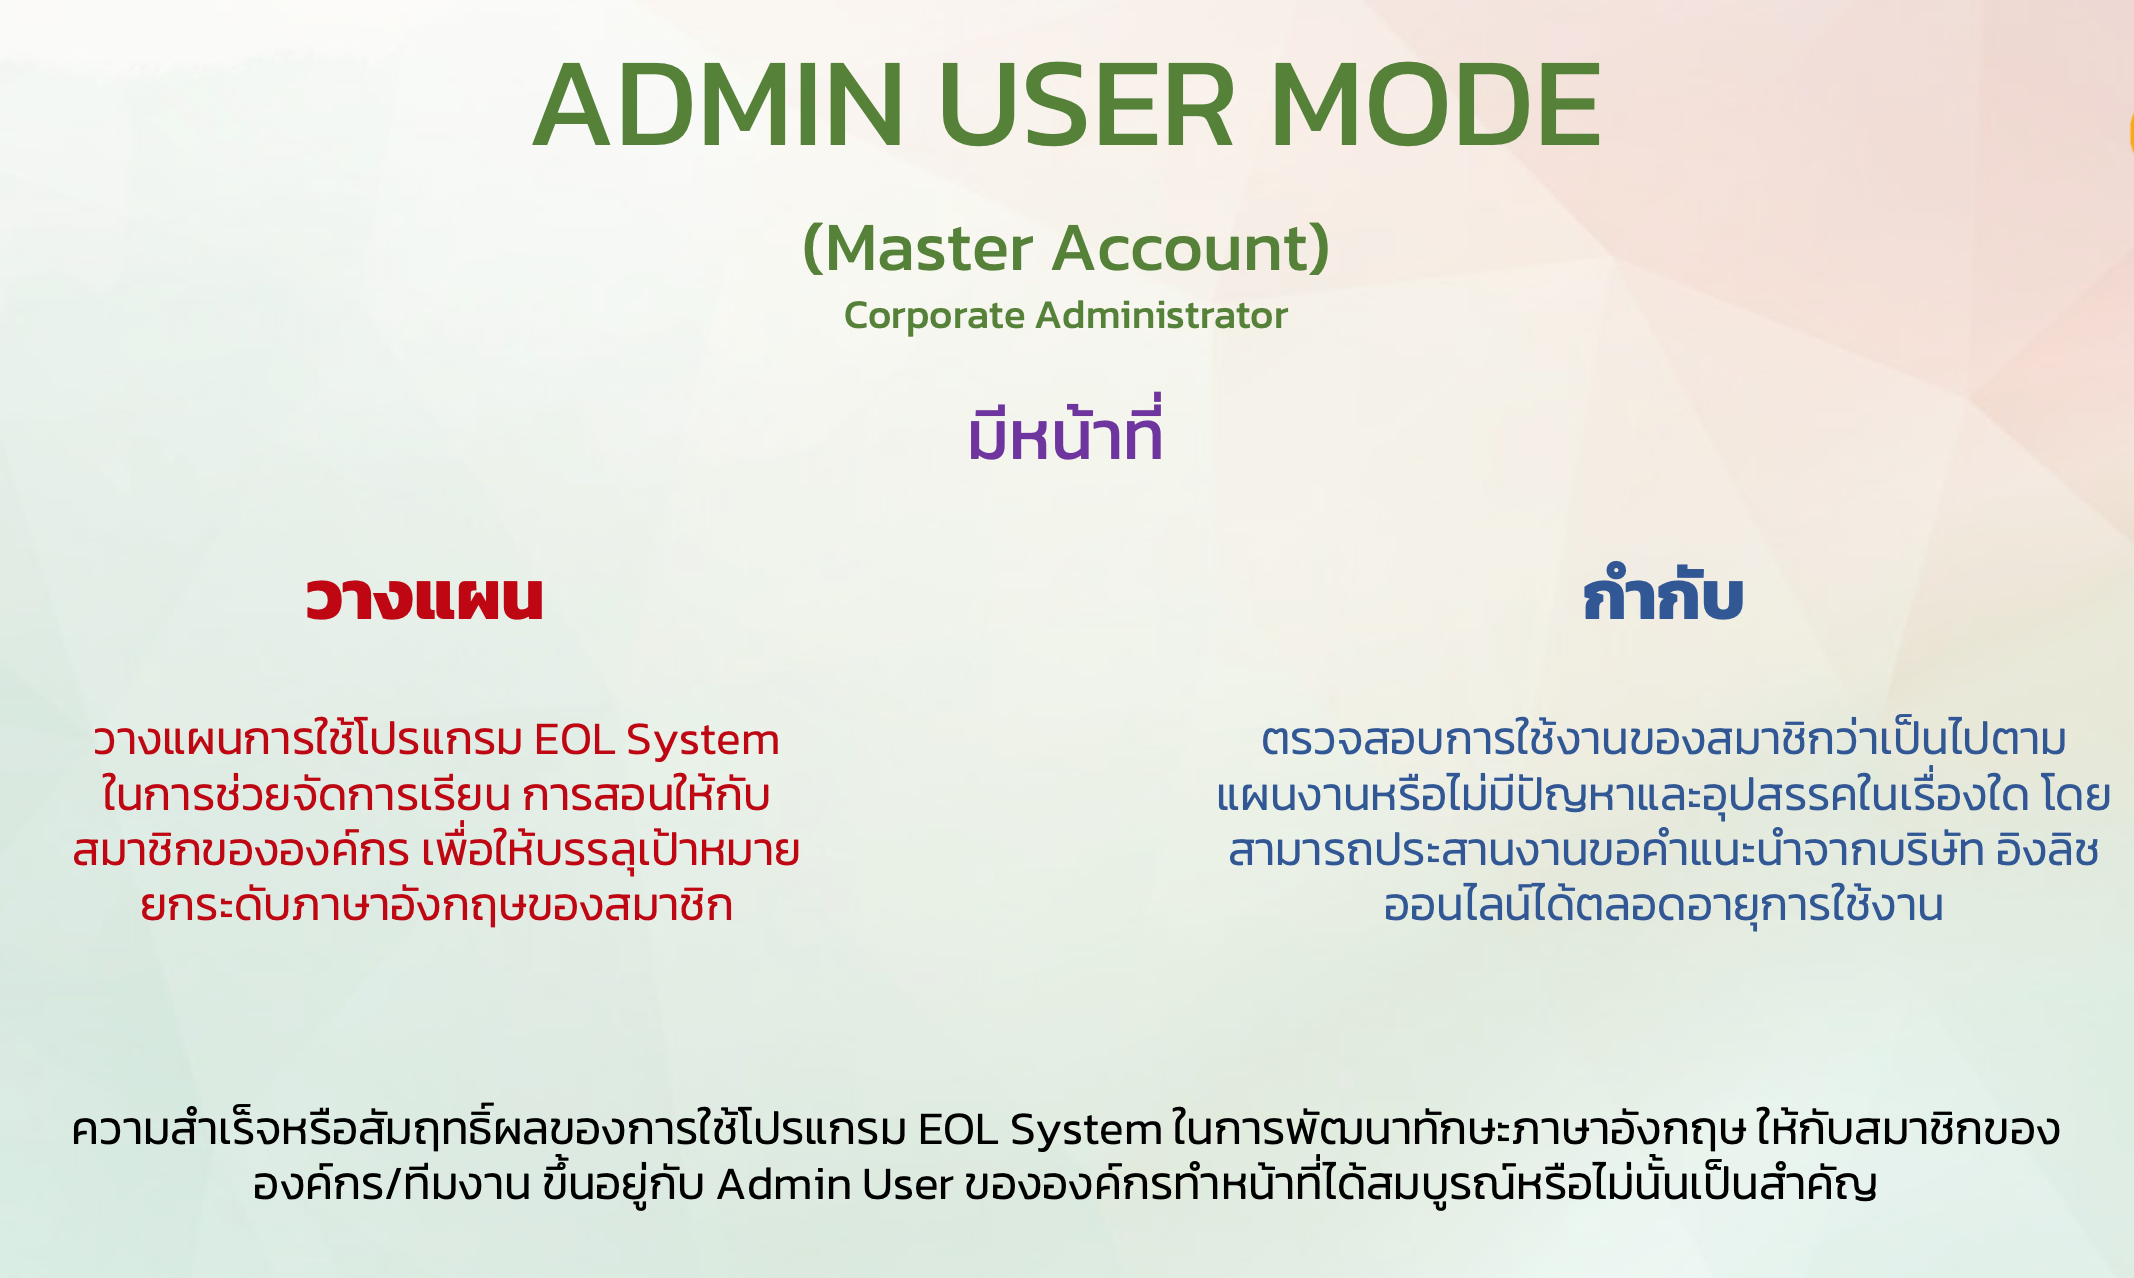 ADMIN USER MODE
(Master Account)
Corporate Administrator
มีหน้าที่
วางแผน
วางแผนการใช้โปรแกรม EOL System
ในการช่วยจัดการเรียน การสอนให้กับ
สมาชิกขององค์กร เพื่อให้บรรลุเป้าหมาย
ยกระดับภาษาอังกฤษของสมาชิก
กำกับ
ตรวจสอบการใช้งานของสมาชิกว่าเป็นไปตาม
แผนงานหรือไม่มีปัญหาและอุปสรรคในเรื่องใด โดย
สามารถประสานงานขอคำแนะนำจากบริษัท อิงลิช
ออนไลน์ได้ตลอดอายุการใช้งาน
ความสำเร็จหรือสัมฤทธิ์ผลของการใช้โปรแกรม EOL System ในการพัฒนาทักษะภาษาอังกฤษ ให้กับสมาชิกของ
องค์กร/ทีมงาน ขึ้นอยู่กับ Admin User ขององค์กรทำหน้าที่ได้สมบูรณ์หรือไม่นั้นเป็นสำคัญ